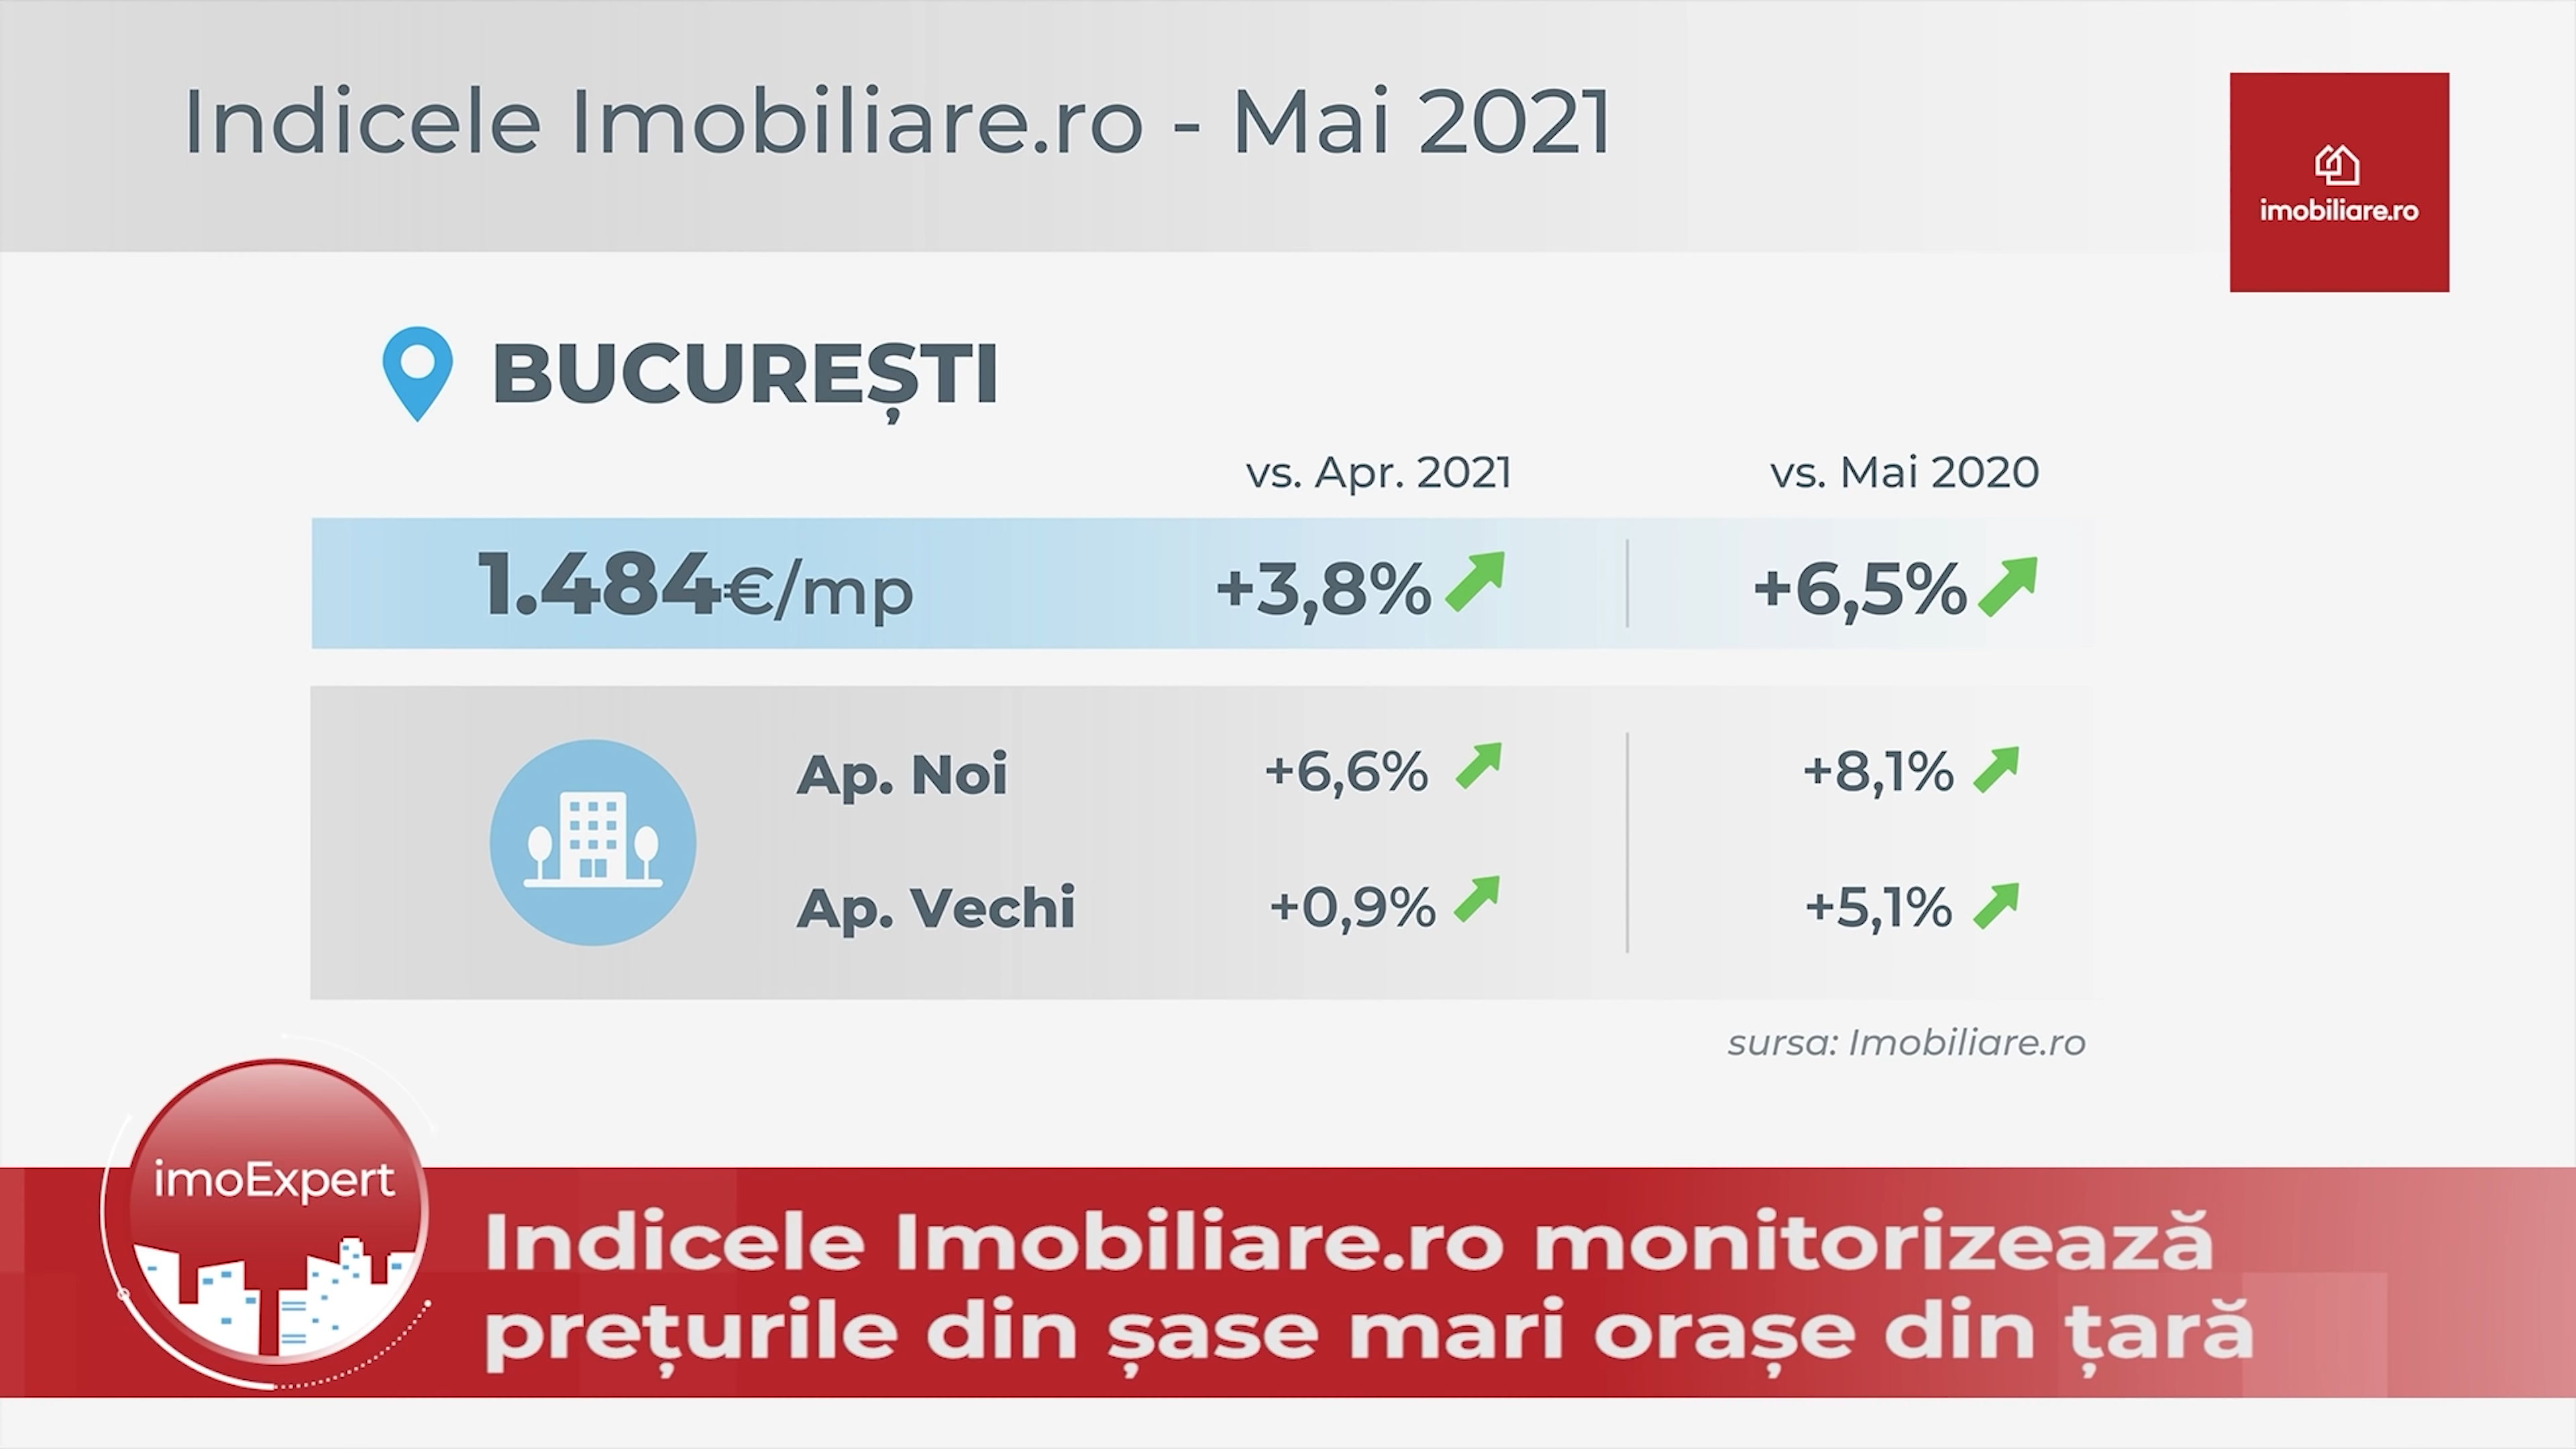 Indicele Imobiliare.ro - Mai 2021
imobiliare.ro
BUCUREȘTI
vs. Apr. 2021 vs. Mai 2020
1.484€/mp +3,8% +6,5%
Ap. Noi +6,6% +8,1%
Ap. Vechi +0,9% +5,1%
sursa: Imobiliare.ro
imoExpert
Indicele Imobiliare.ro monitorizează
prețurile din șase mari orașe din țară